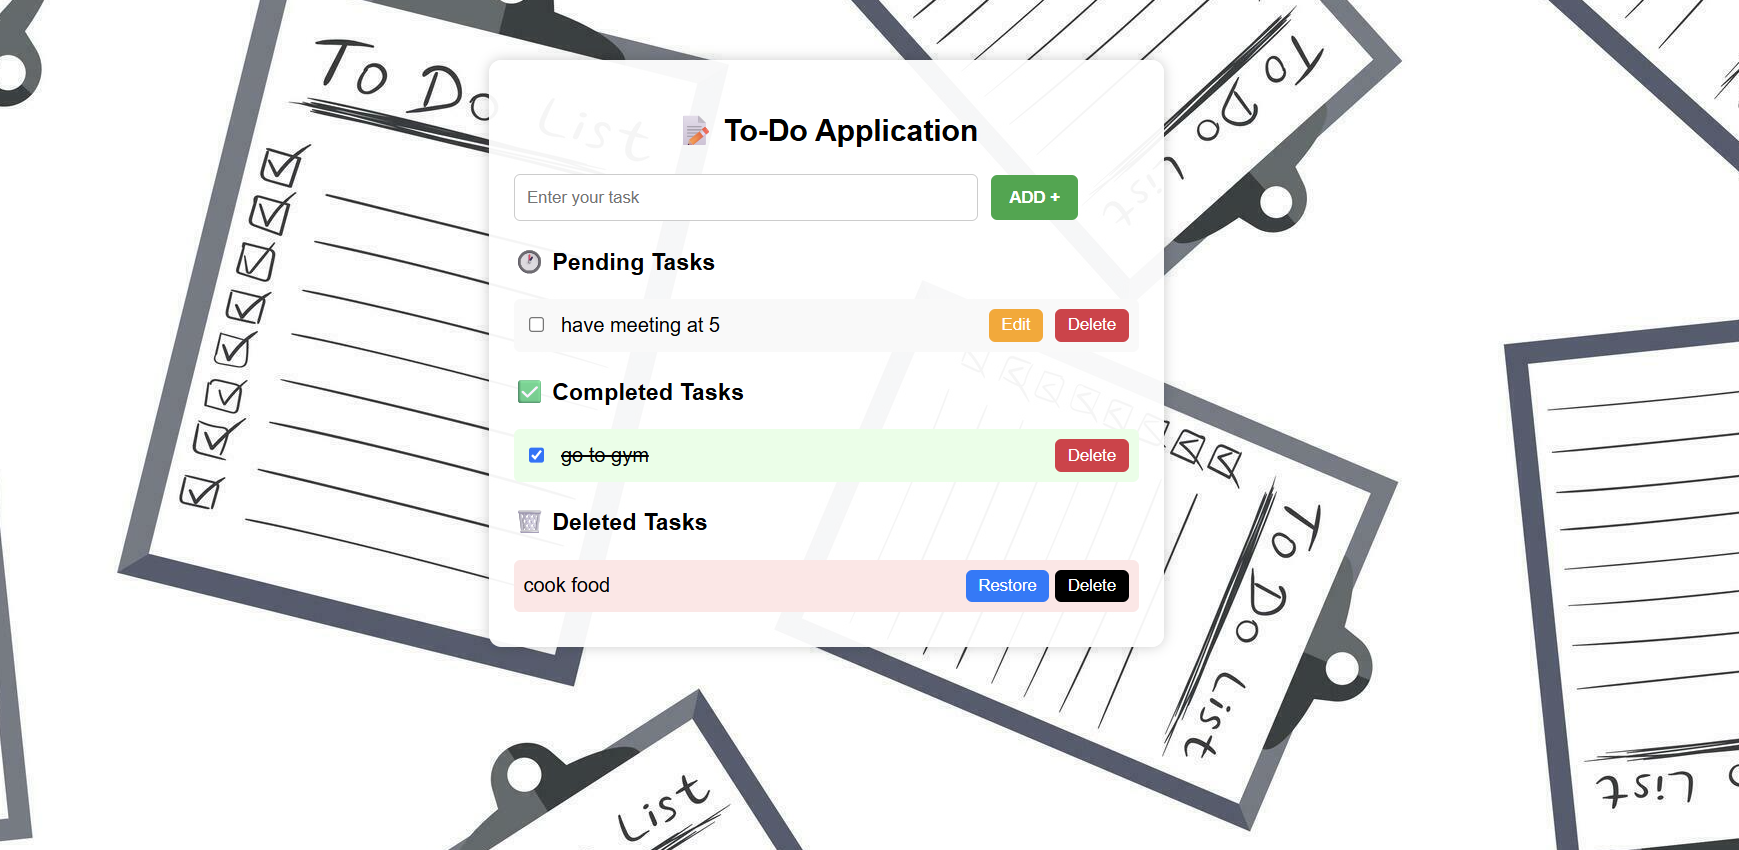 To Do List
To-Do Application
Enter your task
ADD +
Pending Tasks
have meeting at 5
Edit
Delete
Completed Tasks
go to gym
Delete
Deleted Tasks
cook food
Restore
Delete
To Do List
To Do List
List
o List